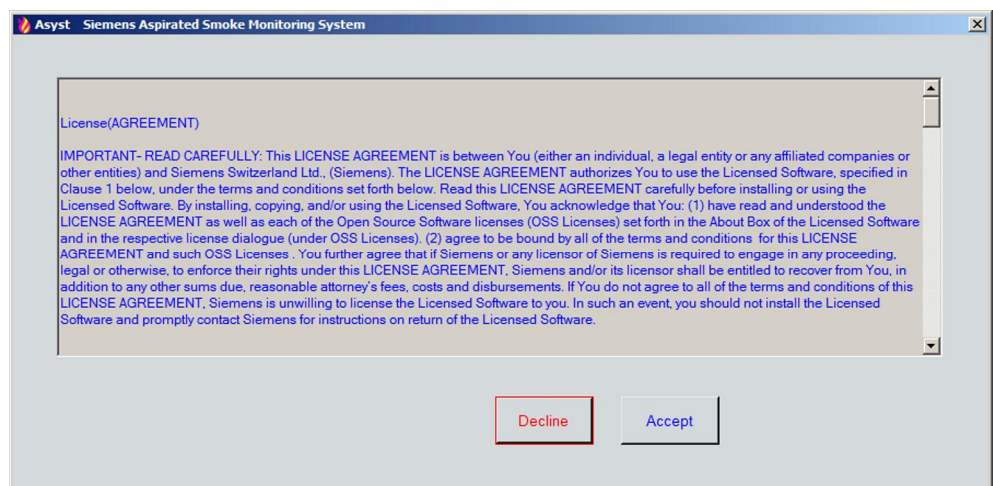 Asyst Siemens Aspirated Smoke Monitoring System
License(AGREEMENT)
IMPORTANT- READ CAREFULLY: This LICENSE AGREEMENT is between You (either an individual, a legal entity or any affiliated companies or
other entities) and Siemens Switzerland Ltd., (Siemens). The LICENSE AGREEMENT authorizes You to use the Licensed Software, specified in
Clause 1 below, under the terms and conditions set forth below. Read this LICENSE AGREEMENT carefully before installing or using the
Licensed Software. By installing, copying, and/or using the Licensed Software, You acknowledge that You: (1) have read and understood the
LICENSE AGREEMENT as well as each of the Open Source Software licenses (OSS Licenses) set forth in the About Box of the Licensed Software
and in the respective license dialogue (under OSS Licenses). (2) agree to be bound by all of the terms and conditions for this LICENSE
AGREEMENT and such OSS Licenses . You further agree that if Siemens or any licensor of Siemens is required to engage in any proceeding,
legal or otherwise, to enforce their rights under this LICENSE AGREEMENT, Siemens and/or its licensor shall be entitled to recover from You, in
addition to any other sums due, reasonable attorney's fees, costs and disbursements. If You do not agree to all of the terms and conditions of this
LICENSE AGREEMENT, Siemens is unwilling to license the Licensed Software to you. In such an event, you should not install the Licensed
Software and promptly contact Siemens for instructions on return of the Licensed Software.
Decline Accept